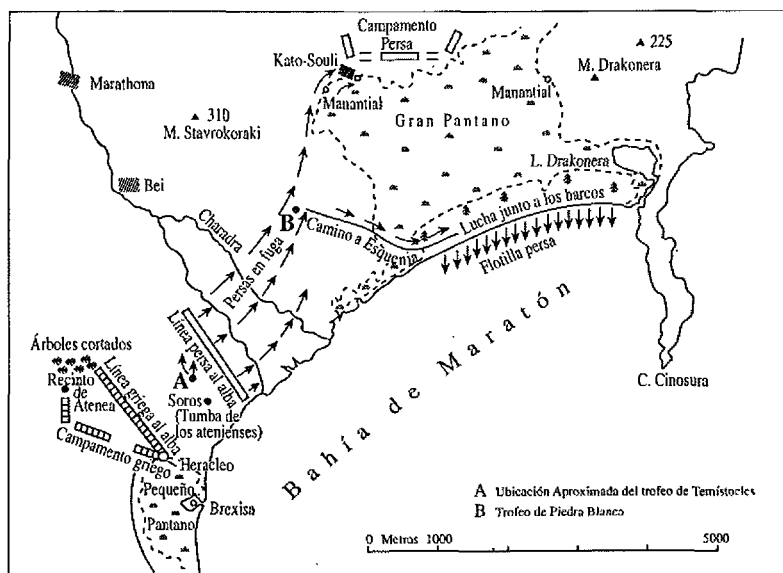 Campamento
Persa
Kato-Souli
225
M. Drakonera
Marathona
Manantial
Manantial
310
M. Stavrokoraki
Gran Pantano
L. Drakonera
Bei
Charadra
B
Camino a Esquenia
Lucha junto a los barcos
Persas en fuga
Flotilla persa
Línea persa al alba
Árboles cortados
Línea griega al alba
Recinto
de
Atenea
A
Soros
(Tumba de
los atenienses)
Campamento griego
Heracleo
Bahía de Maratón
C. Cinosura
Pequeño
Pantano
Brexisa
A Ubicación Aproximada del trofeo de Temístocles
B Trofeo de Piedra Blanca
0 Metros 1000 5000